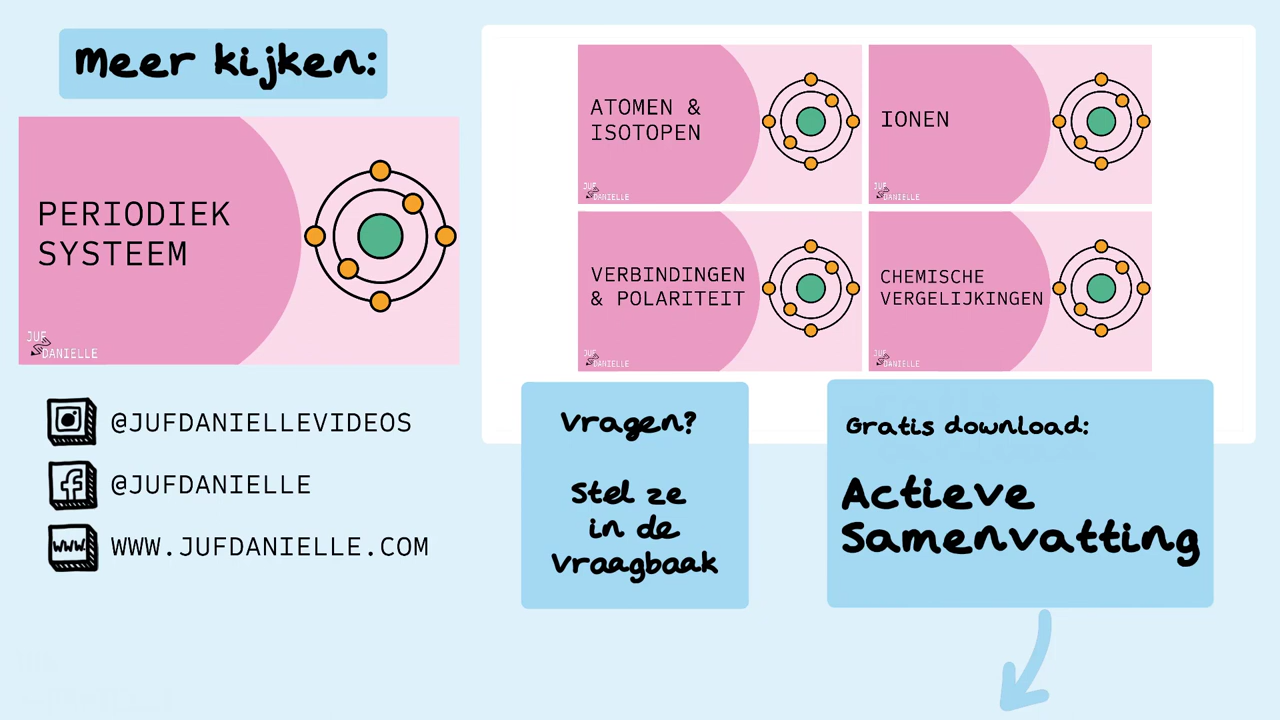 Meer kijken:
PERIODIEK
SYSTEEM
JUF
DANIELLE
@JUFDANIELLEVIDEOS
@JUFDANIELLE
WWW
WWW.JUFDANIELLE.COM
ATOMEN &
ISOTOPEN
JUF
DANIELLE
IONEN
JUF
DANIELLE
VERBINDINGEN
& POLARITEIT
JUF
DANIELLE
CHEMISCHE
VERGELIJKINGEN
JUF
DANIELLE
Vragen?
Stel ze
in de
vraagbaak
Gratis download:
Actieve
Samenvatting